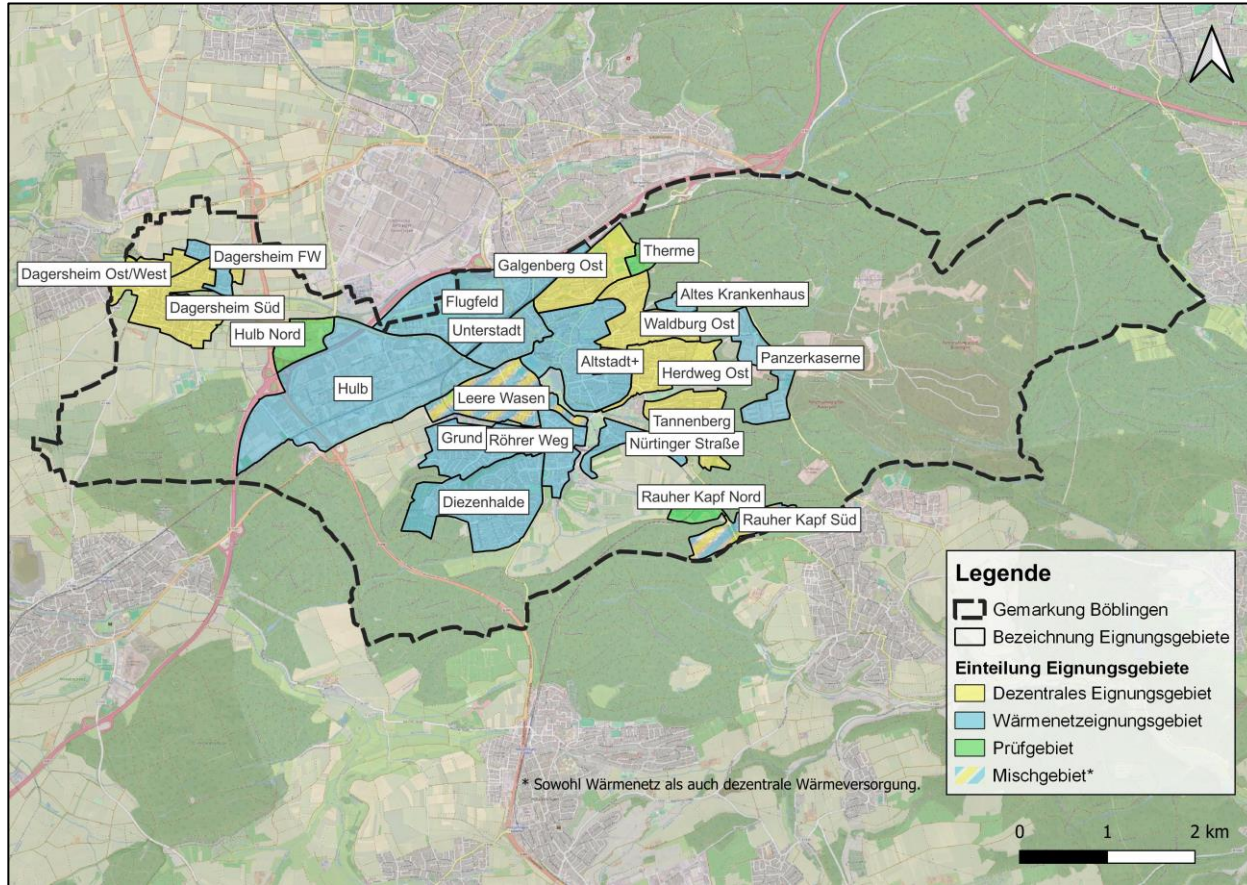 Therme
Galgenberg Ost
Dagersheim FW
Dagersheim Ost/West
Flugfeld
Altes Krankenhaus
Dagersheim Süd
Hulb Nord
Unterstadt
Waldburg Ost
Altstadt+
Panzerkaserne
Herdweg Ost
Hulb
Leere Wasen
Tannenberg
Grund
Röhrer Weg
Nürtinger Straße
Diezenhalde
Rauher Kapf Nord
Rauher Kapf Süd
Legende
Gemarkung Böblingen
Bezeichnung Eignungsgebiete
Einteilung Eignungsgebiete
Dezentrales Eignungsgebiet
Wärmenetzeignungsgebiet
Prüfgebiet
Mischgebiet*
* Sowohl Wärmenetz als auch dezentrale Wärmeversorgung.
0 1 2 km